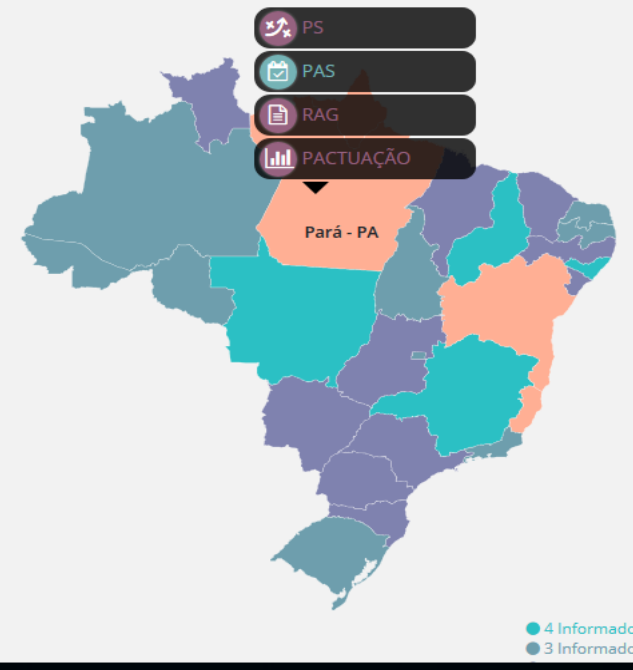 PS
PAS
RAG
PACTUAÇÃO
Pará - PA
4 Informado
3 Informado